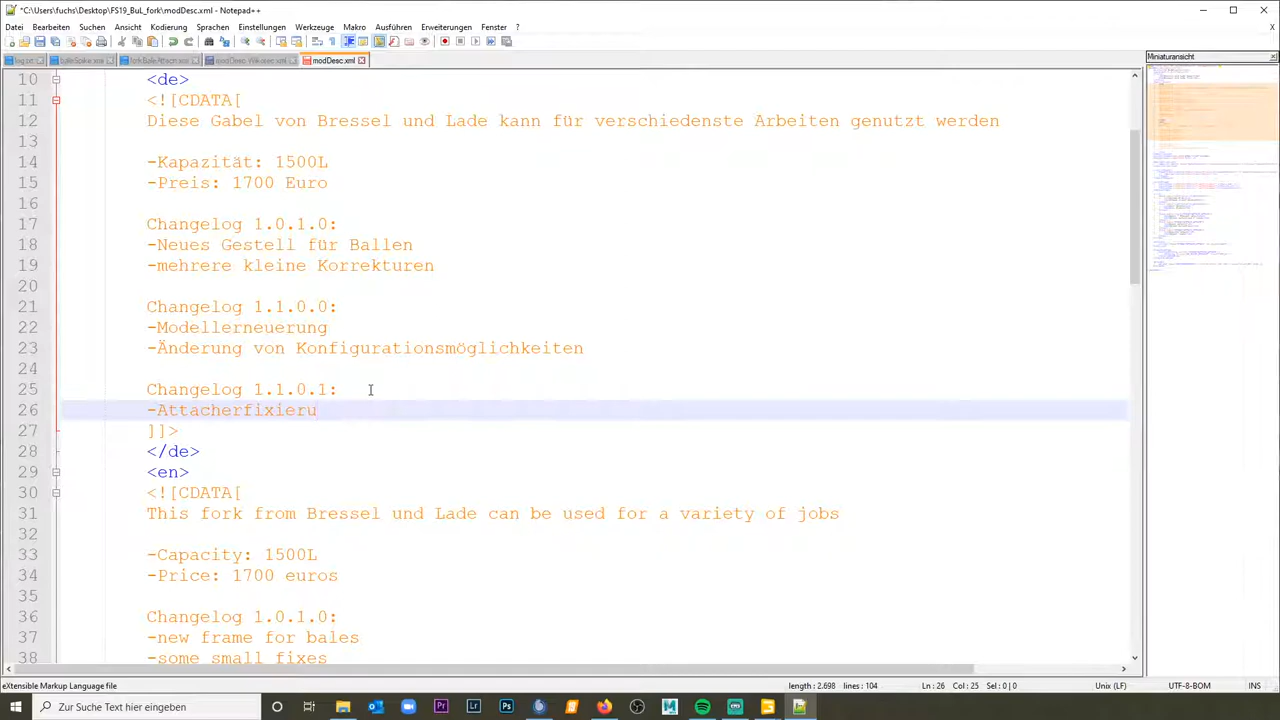 *C:\Users\fuchs\Desktop\FS19_BuL_fork\modDesc.xml - Notepad++
Datei Bearbeiten Suchen Ansicht Kodierung Sprachen Einstellungen Werkzeuge Makro Ausführen Erweiterungen Fenster ?
X
modDesc.xml
Miniaturansicht
10 <de>
11 <![CDATA[
12 Diese Gabel von Bressel und Lade kann für verschiedenste Arbeiten genutzt werden
13
14 -Kapazität: 1500L
15 -Preis: 1700 Euro
16
17 Changelog 1.0.1.0:
18 -Neues Gestell für Ballen
19 -mehrere kleine Korrekturen
20
21 Changelog 1.1.0.0:
22 -Modellerneuerung
23 -Änderung von Konfigurationsmöglichkeiten
24
25 Changelog 1.1.0.1:
26 -Attacherfixieru
27 ]]>
28 </de>
29 <en>
30 <![CDATA[
31 This fork from Bressel und Lade can be used for a variety of jobs
32
33 -Capacity: 1500L
34 -Price: 1700 euros
35
36 Changelog 1.0.1.0:
37 -new frame for bales
38 -some small fixes
eXtensible Markup Language file length : 2.698 lines : 104 Ln : 26 Col : 25 Sel : 0 | 0 Unix (LF) UTF-8-BOM INS
Zur Suche Text hier eingeben